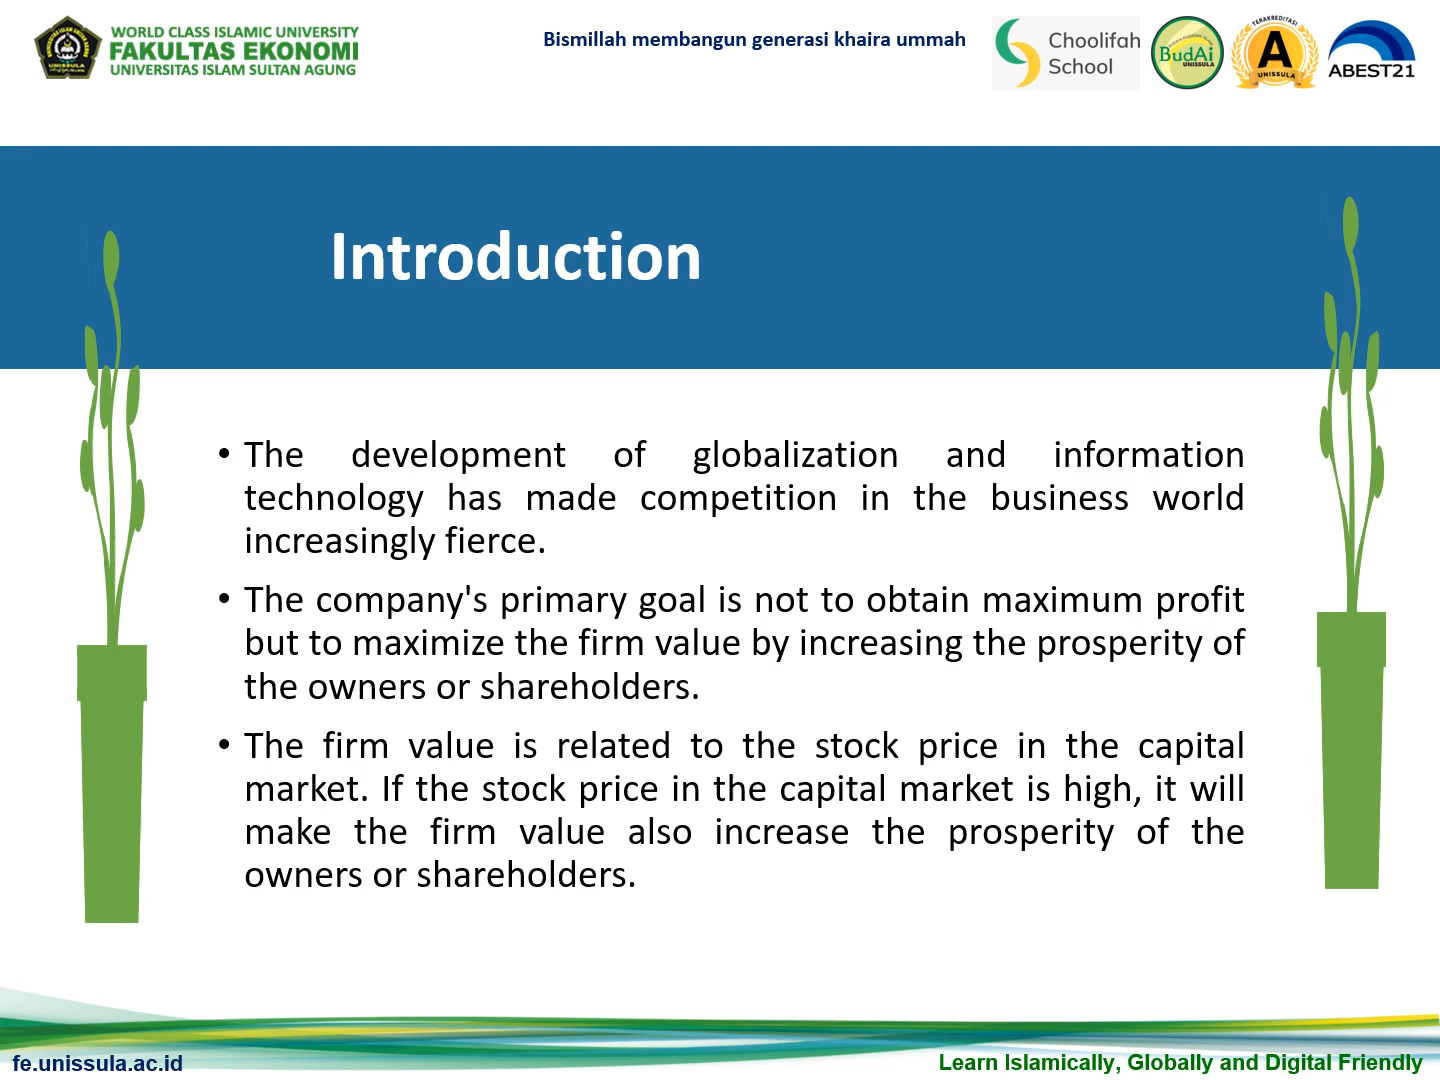 WORLD CLASS ISLAMIC UNIVERSITY
FAKULTAS EKONOMI
UNIVERSITAS ISLAM SULTAN AGUNG
UNISSULA
Bismillah membangun generasi khaira ummah
Choolifah
School
BudAi
UNISSULA
TERAKREDITASI
A
UNISSULA
ABEST21
Introduction
• The development of globalization and information
technology has made competition in the business world
increasingly fierce.
• The company's primary goal is not to obtain maximum profit
but to maximize the firm value by increasing the prosperity of
the owners or shareholders.
• The firm value is related to the stock price in the capital
market. If the stock price in the capital market is high, it will
make the firm value also increase the prosperity of the
owners or shareholders.
fe.unissula.ac.id
Learn Islamically, Globally and Digital Friendly